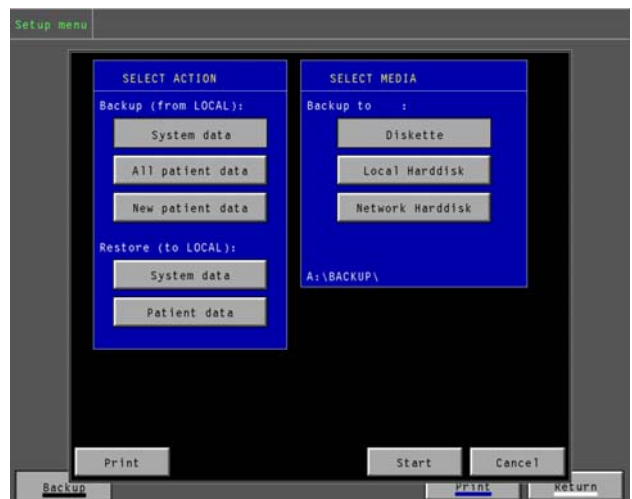 Setup menu
SELECT ACTION
Backup (from LOCAL):
System data
All patient data
New patient data
Restore (to LOCAL):
System data
Patient data
SELECT MEDIA
Backup to :
Diskette
Local Harddisk
Network Harddisk
A:\BACKUP\
Print
Start
Cancel
Backup
Print
Return